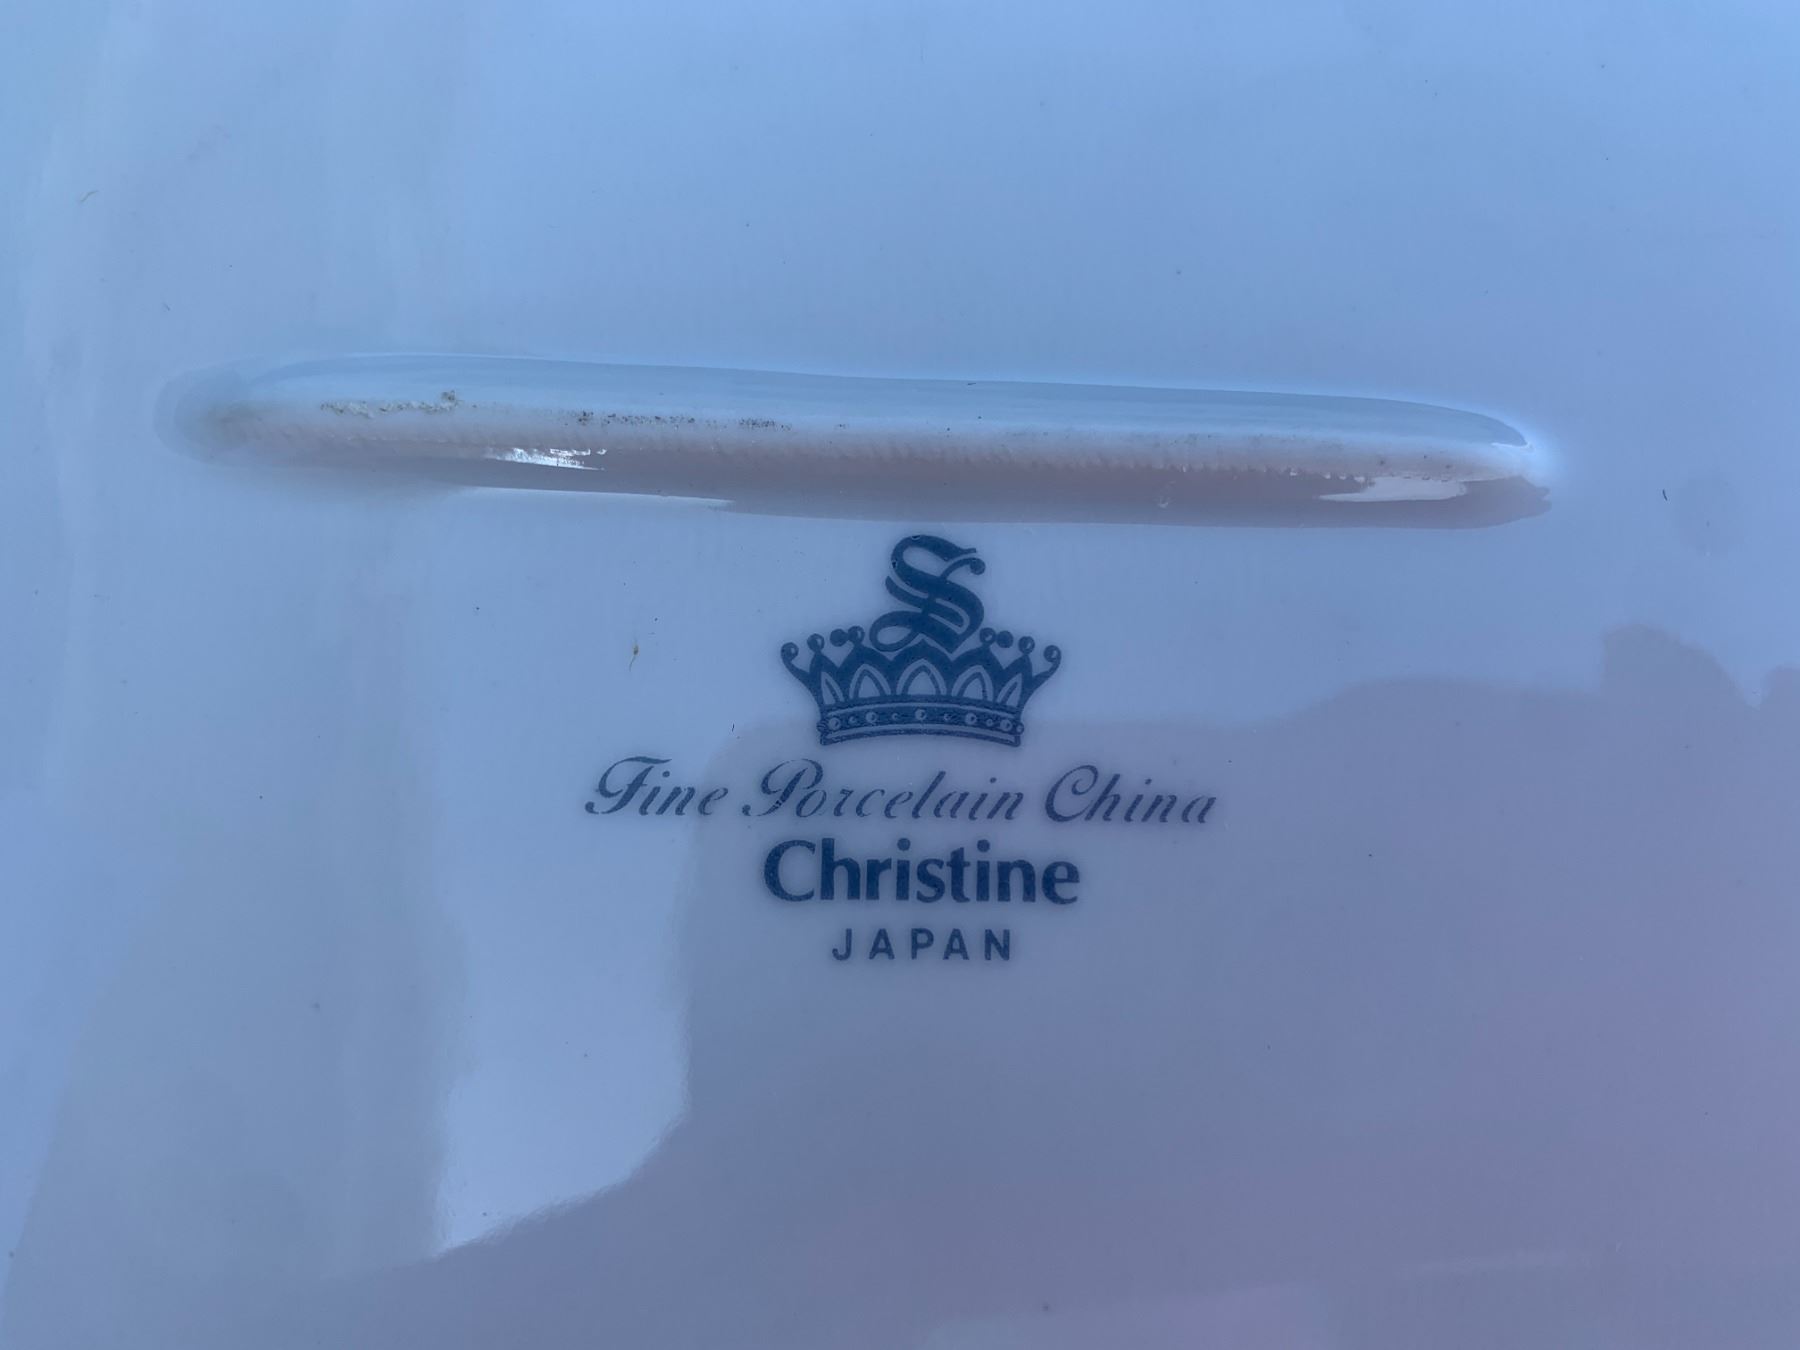 S
Fine Porcelain China
Christine
JAPAN